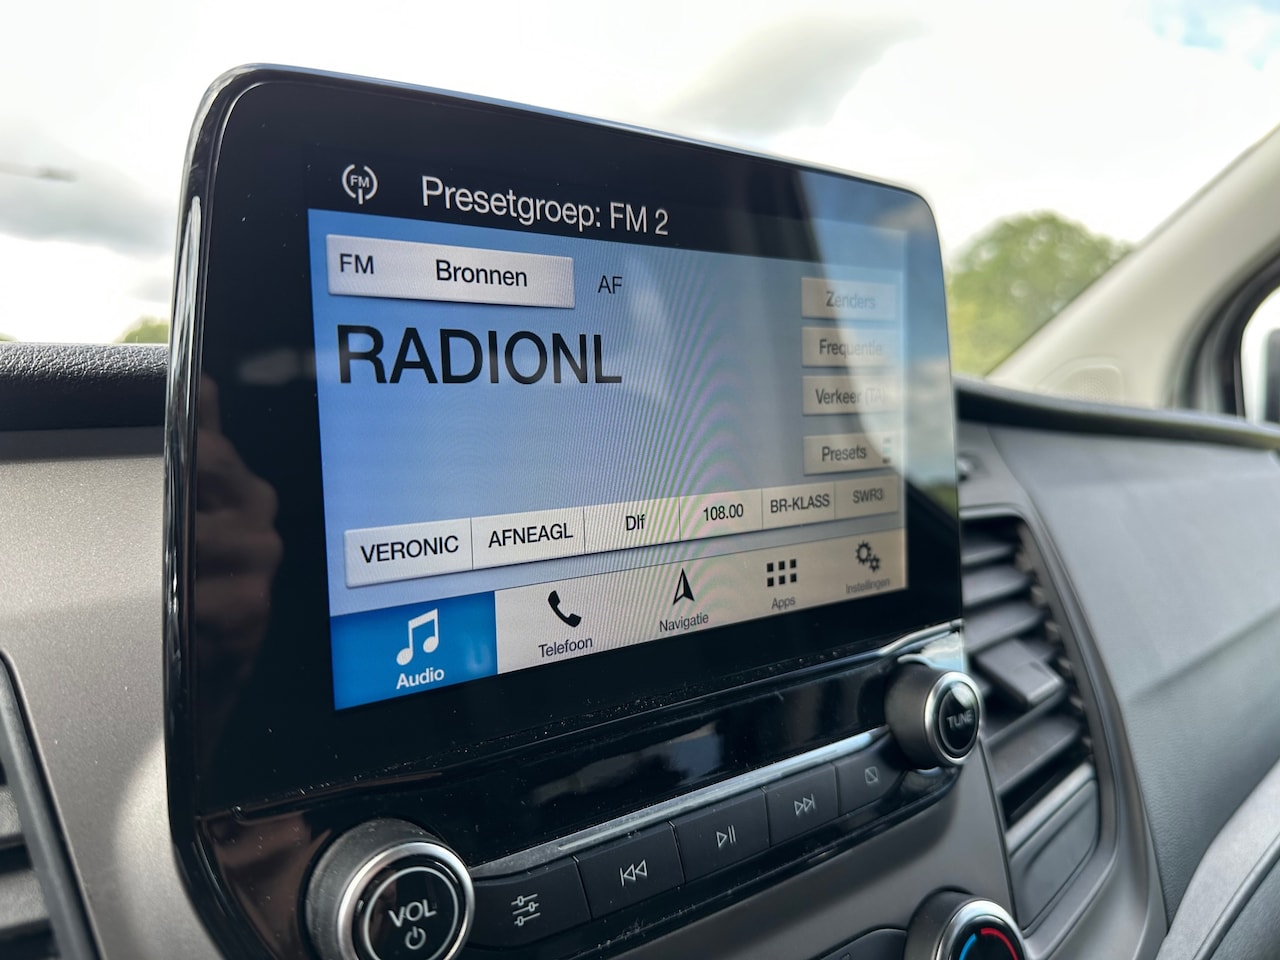 FM
Presetgroep: FM 2
FM Bronnen AF
RADIONL
Zenders
Frequentie
Verkeer (TA)
Presets
VERONIC AFNEAGL Dlf 108.00 BR-KLASS SWR3
Audio Telefoon Navigatie Apps Instellingen
TUNE
VOL